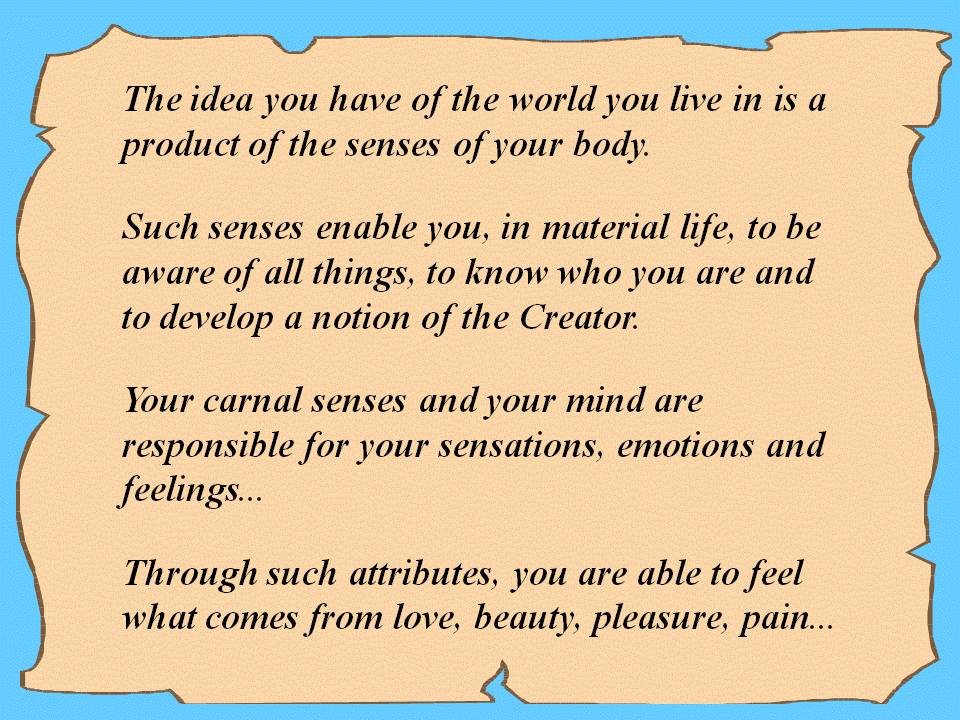 The idea you have of the world you live in is a
product of the senses of your body.
Such senses enable you, in material life, to be
aware of all things, to know who you are and
to develop a notion of the Creator.
Your carnal senses and your mind are
responsible for your sensations, emotions and
feelings...
Through such attributes, you are able to feel
what comes from love, beauty, pleasure, pain...